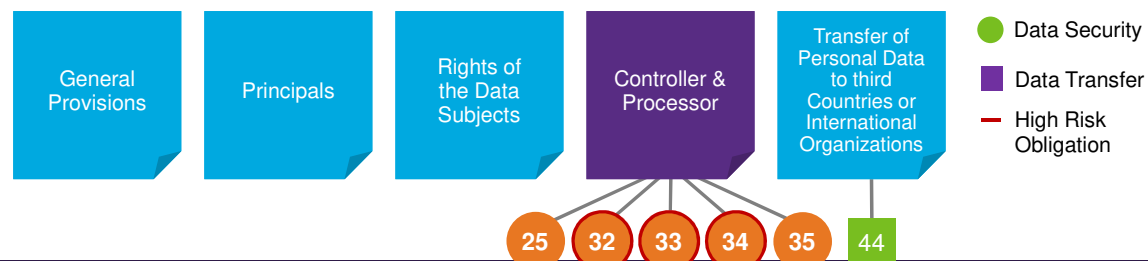 General
Provisions
Principals
Rights of
the Data
Subjects
Controller &
Processor
Transfer of
Personal Data
to third
Countries or
International
Organizations
Data Security
Data Transfer
High Risk
Obligation
25
32
33
34
35
44